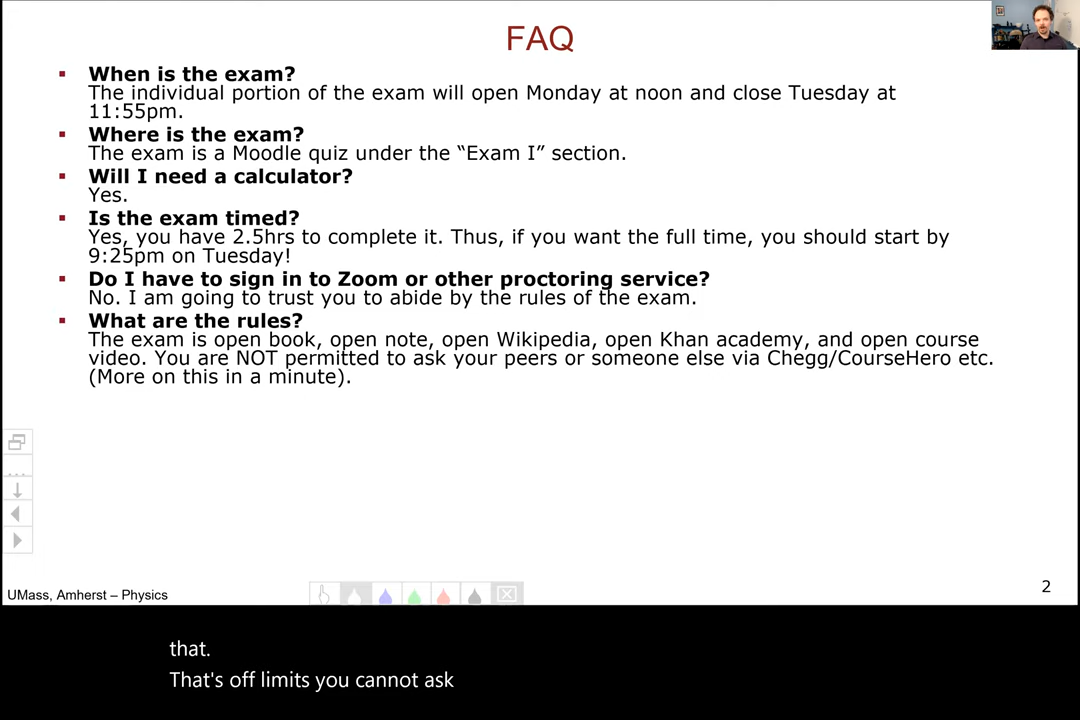 FAQ
When is the exam?
The individual portion of the exam will open Monday at noon and close Tuesday at
11:55pm.
Where is the exam?
The exam is a Moodle quiz under the “Exam I” section.
Will I need a calculator?
Yes.
Is the exam timed?
Yes, you have 2.5hrs to complete it. Thus, if you want the full time, you should start by
9:25pm on Tuesday!
Do I have to sign in to Zoom or other proctoring service?
No. I am going to trust you to abide by the rules of the exam.
What are the rules?
The exam is open book, open note, open Wikipedia, open Khan academy, and open course
video. You are NOT permitted to ask your peers or someone else via Chegg/CourseHero etc.
(More on this in a minute).
UMass, Amherst – Physics
2
that.
That's off limits you cannot ask